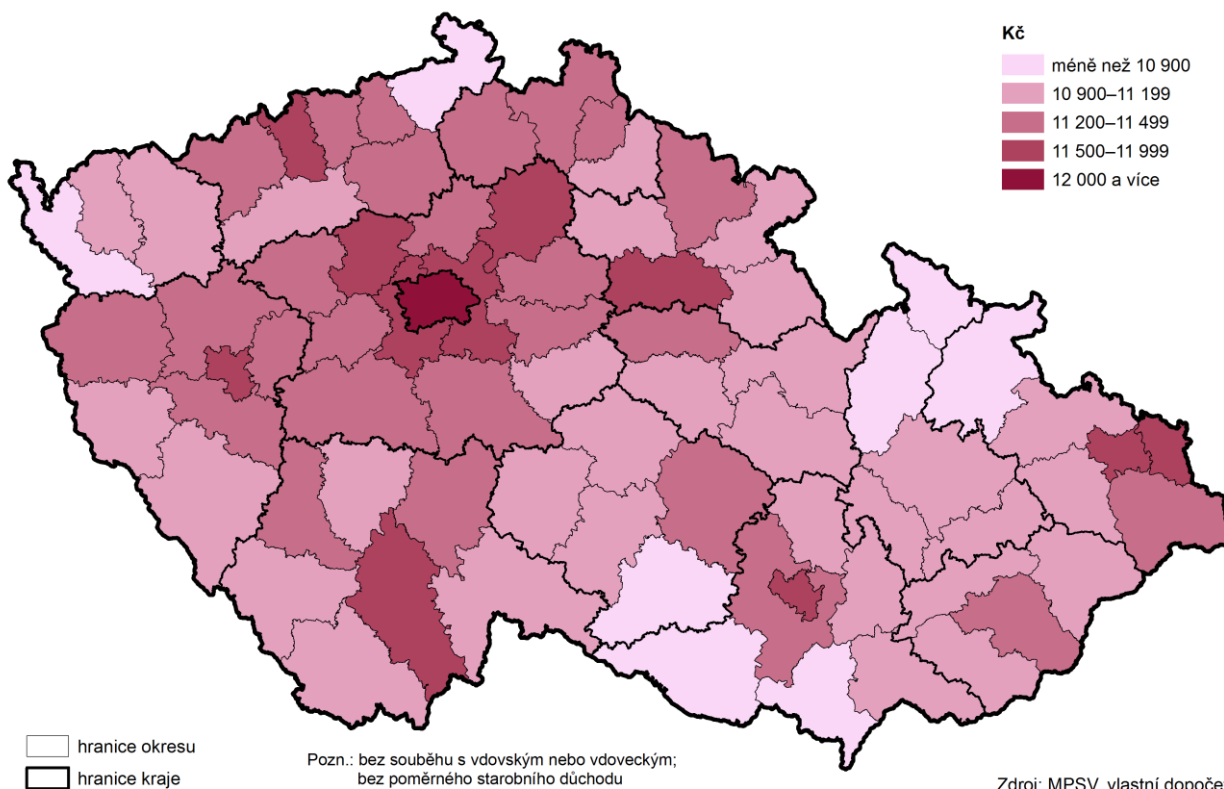 Kč
méně než 10 900
10 900–11 199
11 200–11 499
11 500–11 999
12 000 a více
hranice okresu
hranice kraje
Pozn.: bez souběhu s vdovským nebo vdoveckým;
bez poměrného starobního důchodu
Zdroj: MPSV, vlastní dopočet